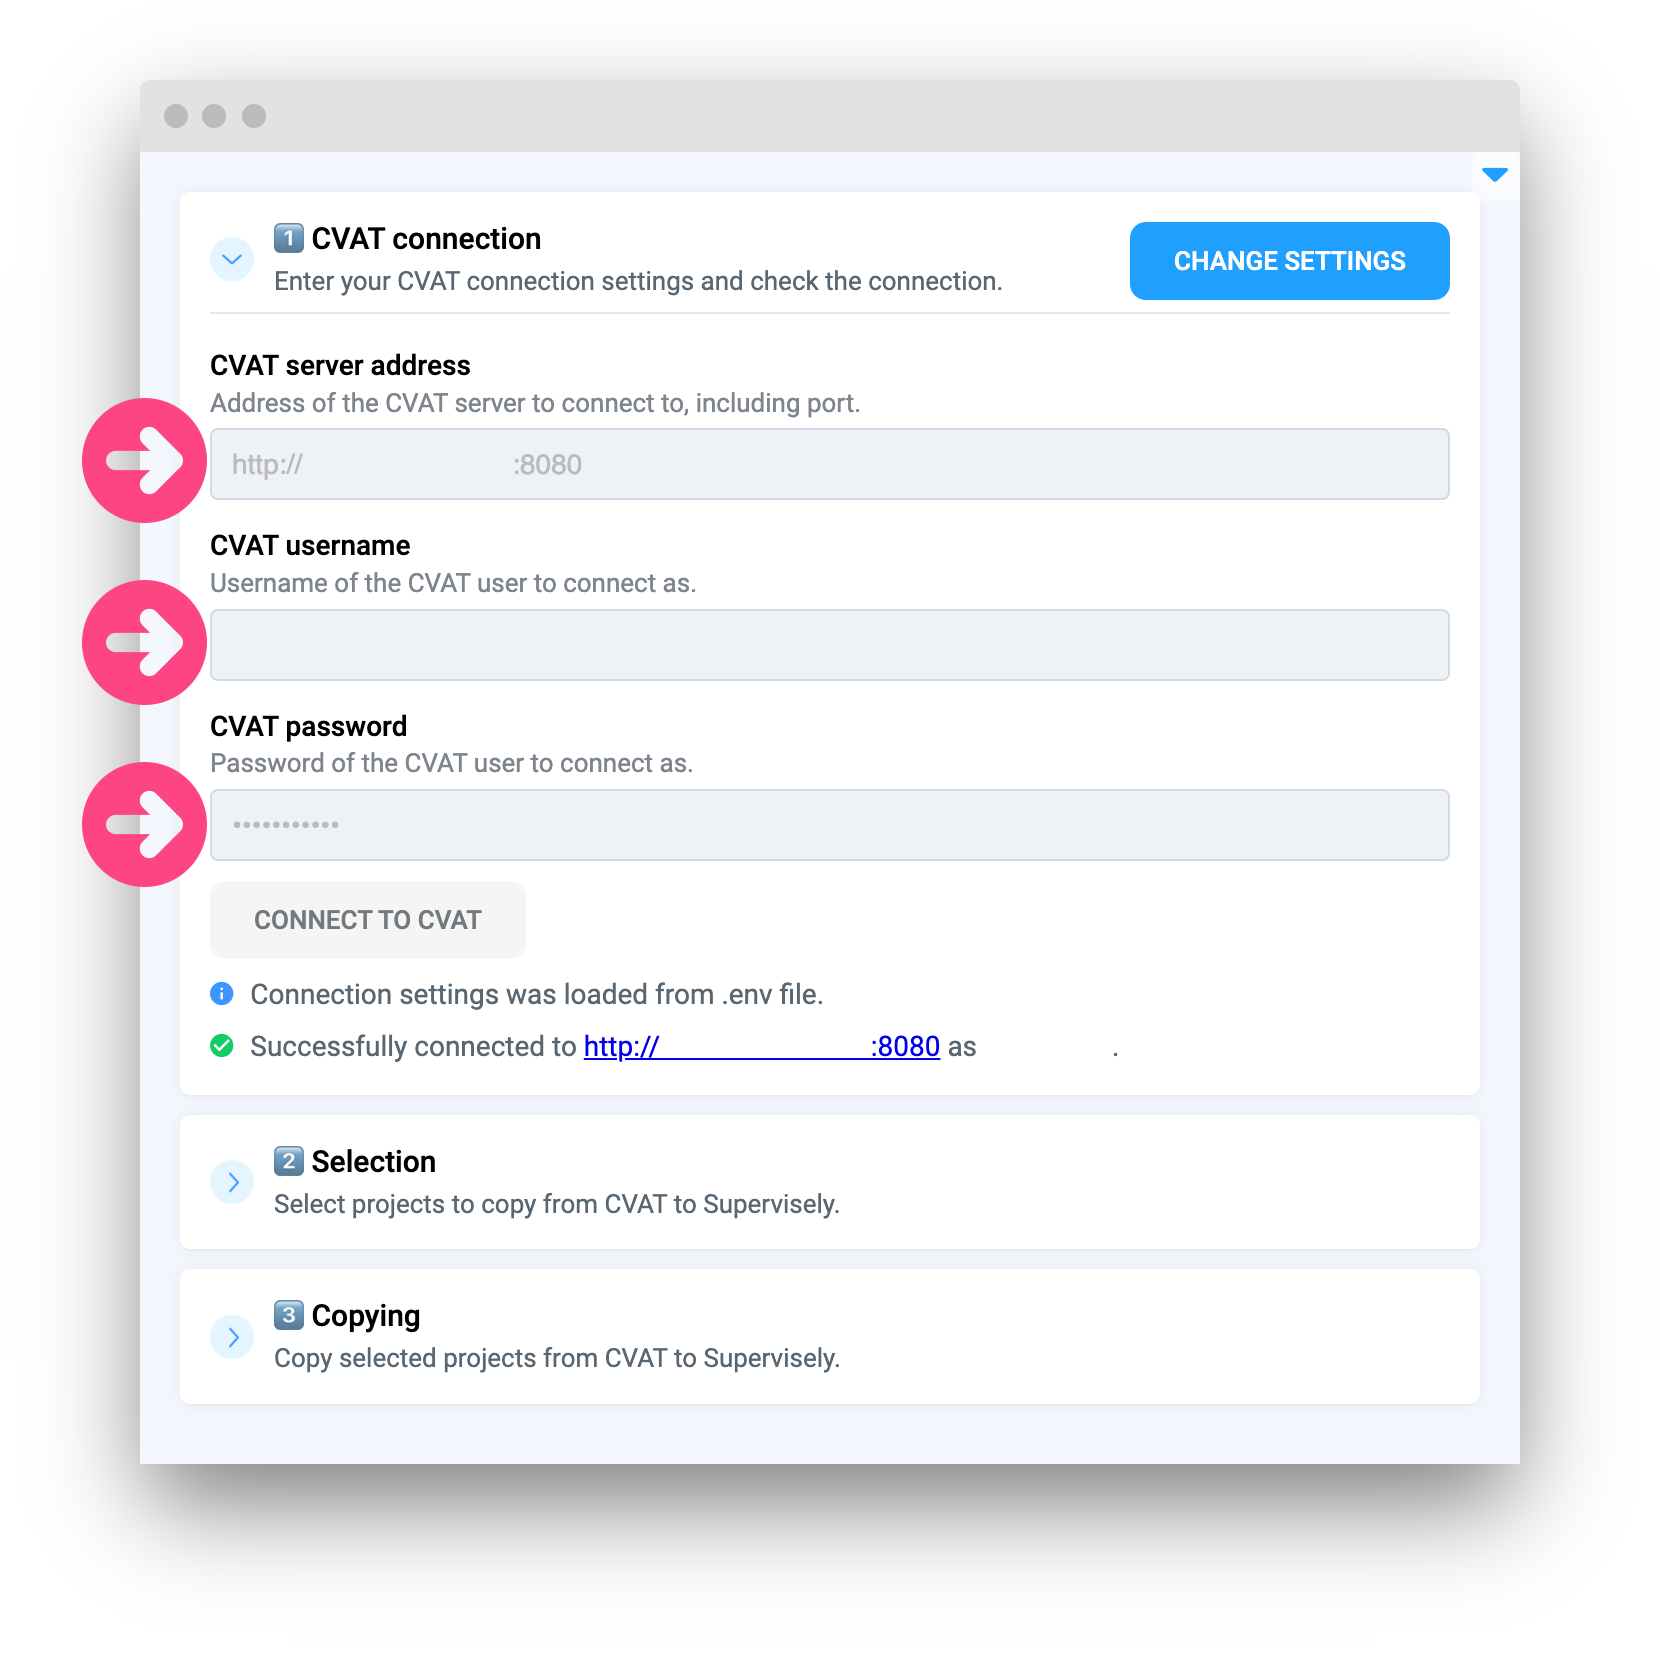 1 CVAT connection
Enter your CVAT connection settings and check the connection.
CHANGE SETTINGS
CVAT server address
Address of the CVAT server to connect to, including port.
http:// :8080
CVAT username
Username of the CVAT user to connect as.
CVAT password
Password of the CVAT user to connect as.
•••••••••••
CONNECT TO CVAT
Connection settings was loaded from .env file.
Successfully connected to http:// :8080 as .
2 Selection
Select projects to copy from CVAT to Supervisely.
3 Copying
Copy selected projects from CVAT to Supervisely.